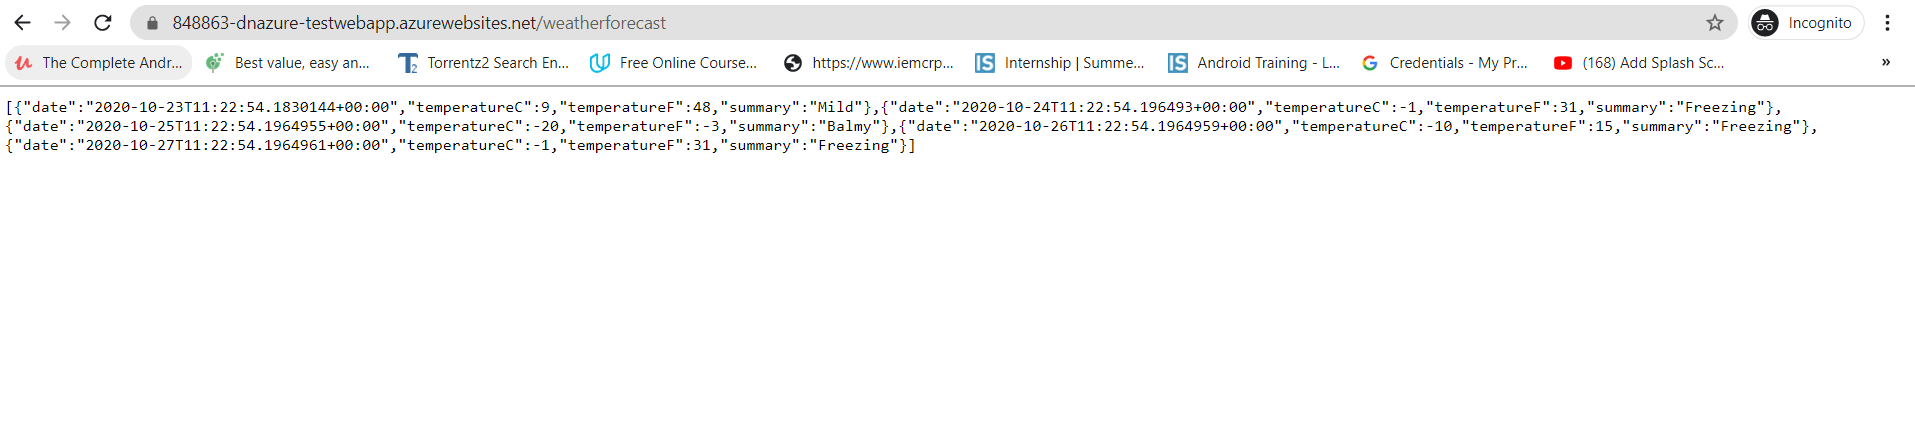 848863-dnazure-testwebapp.azurewebsites.net/weatherforecast Incognito
The Complete Andr... Best value, easy an... Torrentz2 Search En... Free Online Course... https://www.iemcrp... Internship | Summe... Android Training - L... Credentials - My Pr... (168) Add Splash Sc... »
[{"date":"2020-10-23T11:22:54.1830144+00:00","temperatureC":9,"temperatureF":48,"summary":"Mild"},{"date":"2020-10-24T11:22:54.196493+00:00","temperatureC":-1,"temperatureF":31,"summary":"Freezing"},
{"date":"2020-10-25T11:22:54.1964955+00:00","temperatureC":-20,"temperatureF":-3,"summary":"Balmy"},{"date":"2020-10-26T11:22:54.1964959+00:00","temperatureC":-10,"temperatureF":15,"summary":"Freezing"},
{"date":"2020-10-27T11:22:54.1964961+00:00","temperatureC":-1,"temperatureF":31,"summary":"Freezing"}]